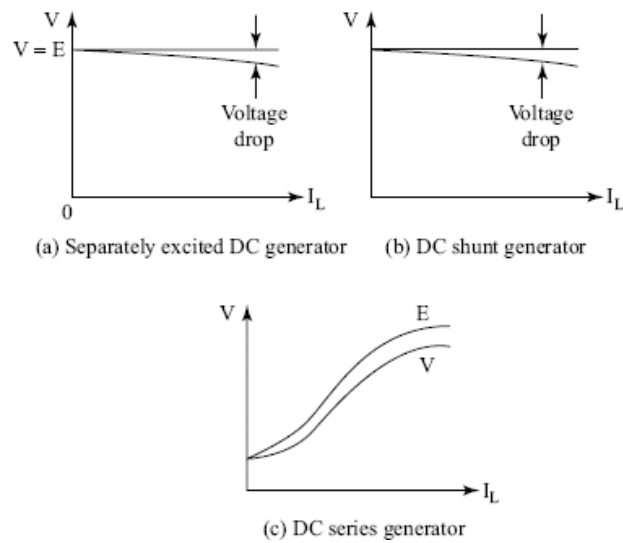 V
V = E
Voltage
drop
0
I_L
(a) Separately excited DC generator
V
Voltage
drop
I_L
(b) DC shunt generator
V
E
V
I_L
(c) DC series generator